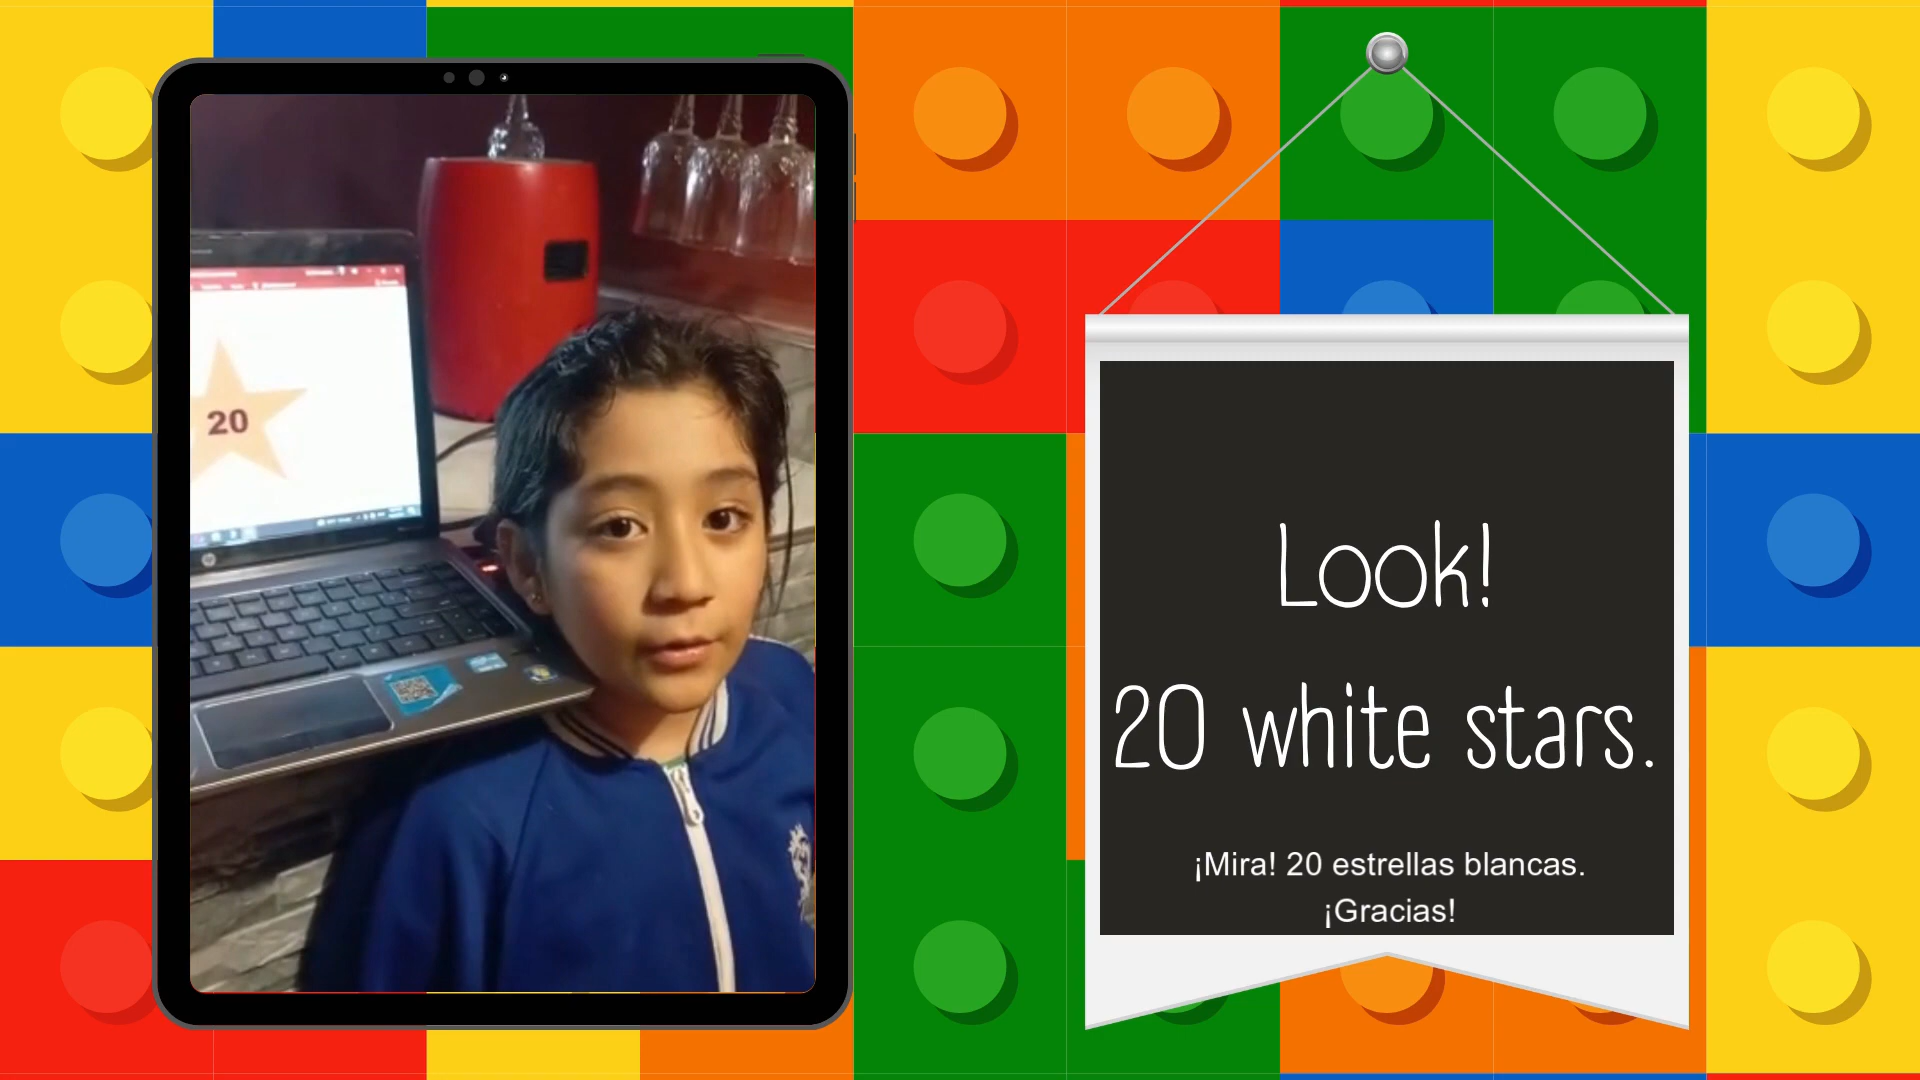 20
Look!
20 white stars.
¡Mira! 20 estrellas blancas.
¡Gracias!